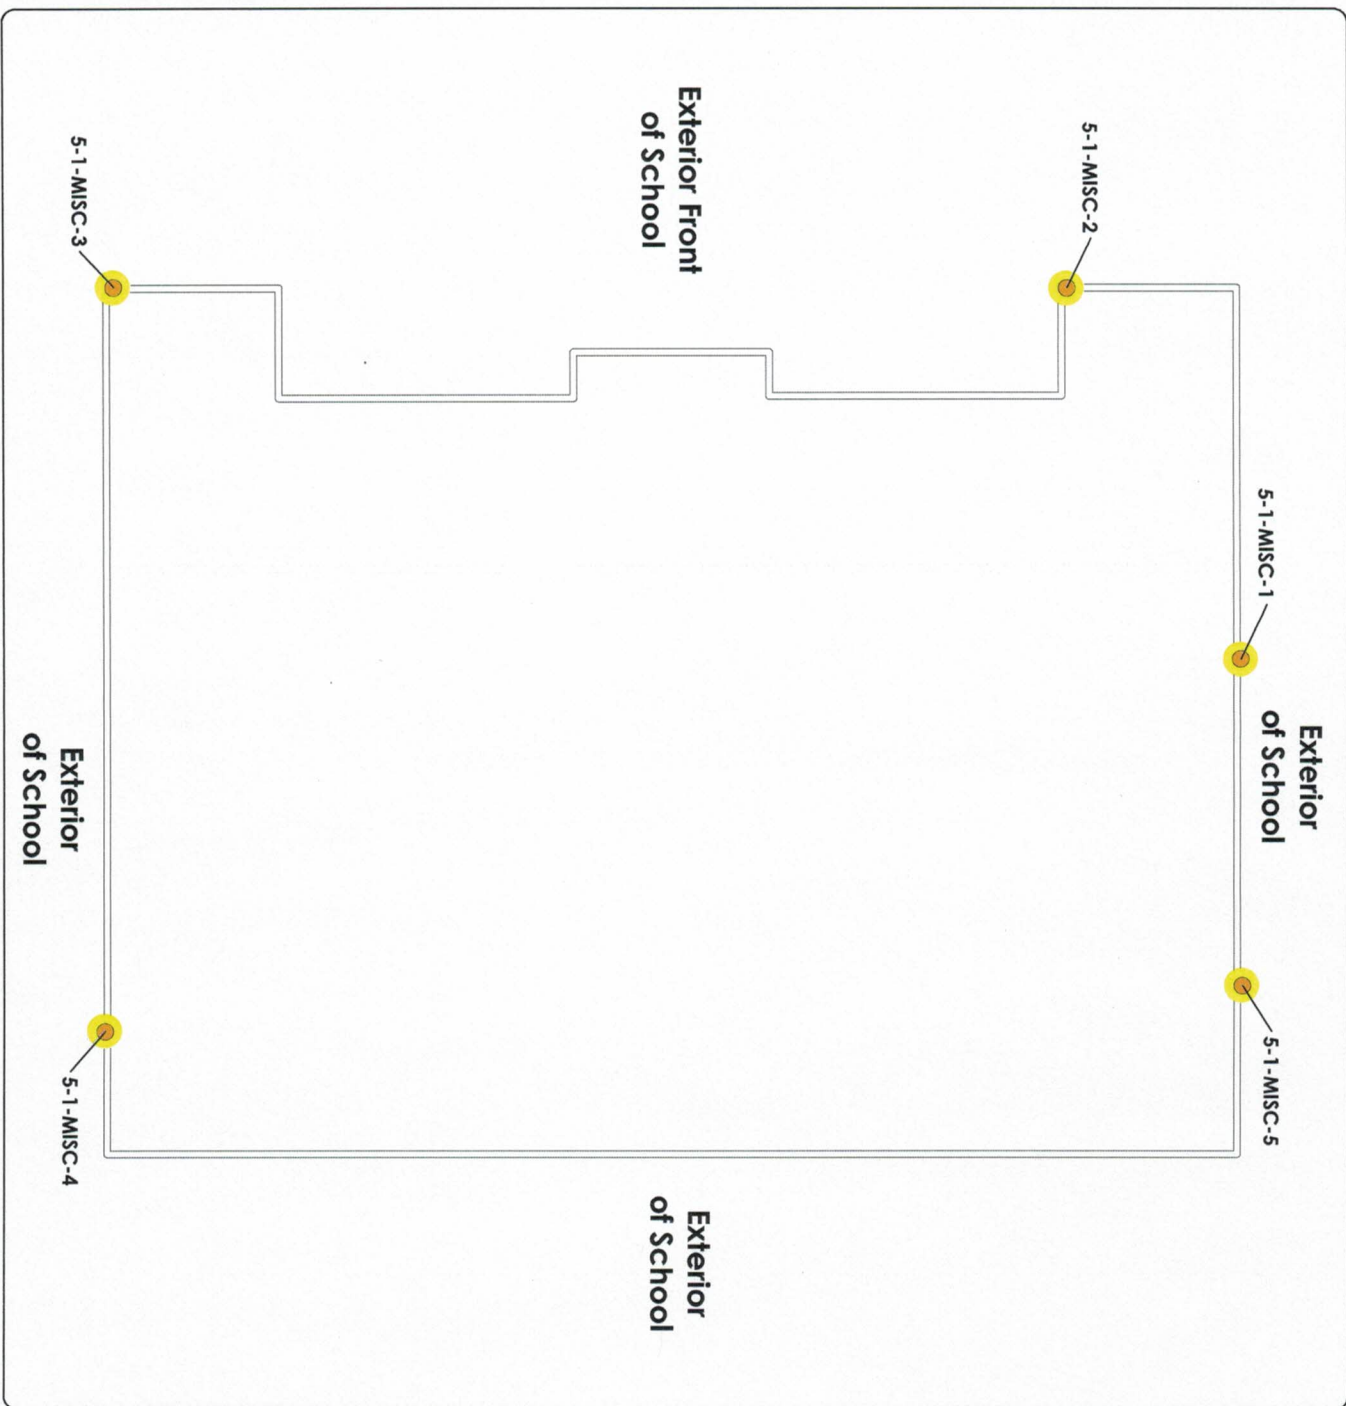 Exterior
of School
5-1-MISC-1
5-1-MISC-5
5-1-MISC-2
Exterior Front
of School
Exterior
of School
5-1-MISC-3
Exterior
of School
5-1-MISC-4